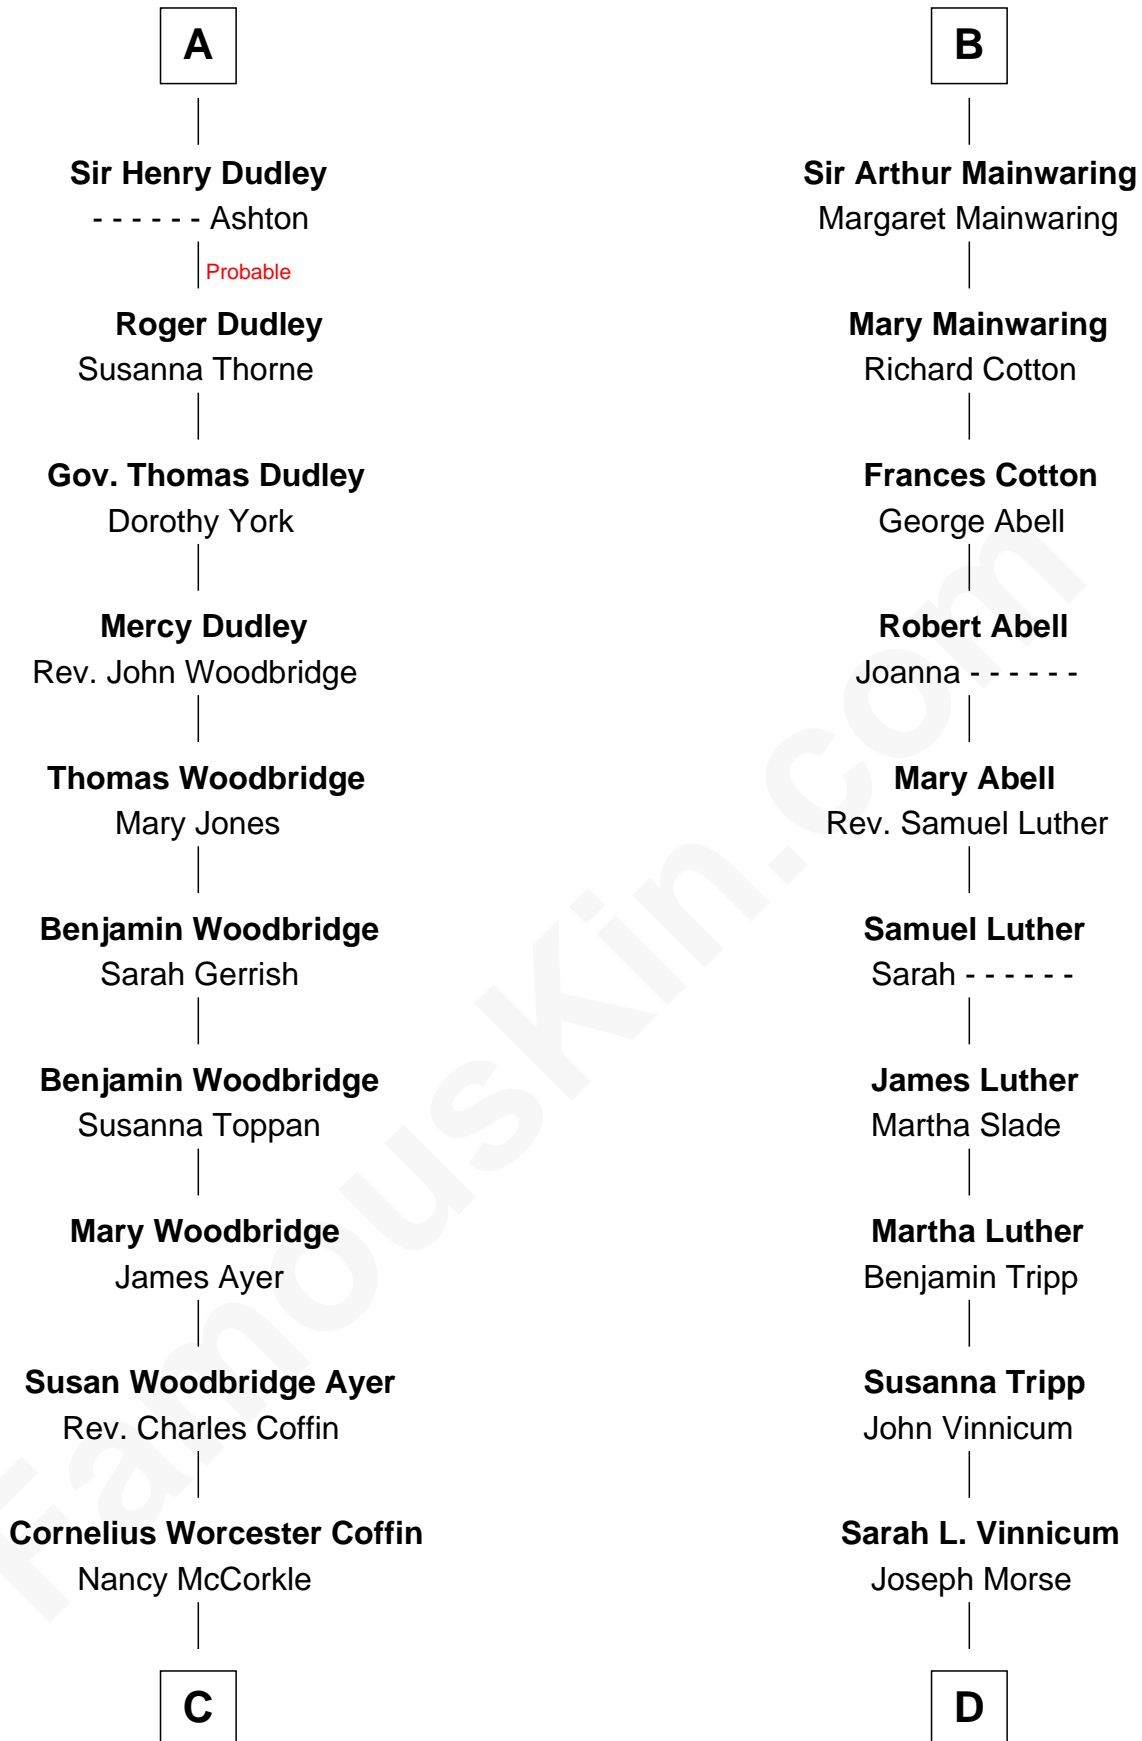 A
Sir Henry Dudley
- - - - - - Ashton
Probable
Roger Dudley
Susanna Thorne
Gov. Thomas Dudley
Dorothy York
Mercy Dudley
Rev. John Woodbridge
Thomas Woodbridge
Mary Jones
Benjamin Woodbridge
Sarah Gerrish
Benjamin Woodbridge
Susanna Toppan
Mary Woodbridge
James Ayer
Susan Woodbridge Ayer
Rev. Charles Coffin
Cornelius Worcester Coffin
Nancy McCorkle
C
B
Sir Arthur Mainwaring
Margaret Mainwaring
Mary Mainwaring
Richard Cotton
Frances Cotton
George Abell
Robert Abell
Joanna - - - - - -
Mary Abell
Rev. Samuel Luther
Samuel Luther
Sarah - - - - - -
James Luther
Martha Slade
Martha Luther
Benjamin Tripp
Susanna Tripp
John Vinnicum
Sarah L. Vinnicum
Joseph Morse
D
FamousKin.com